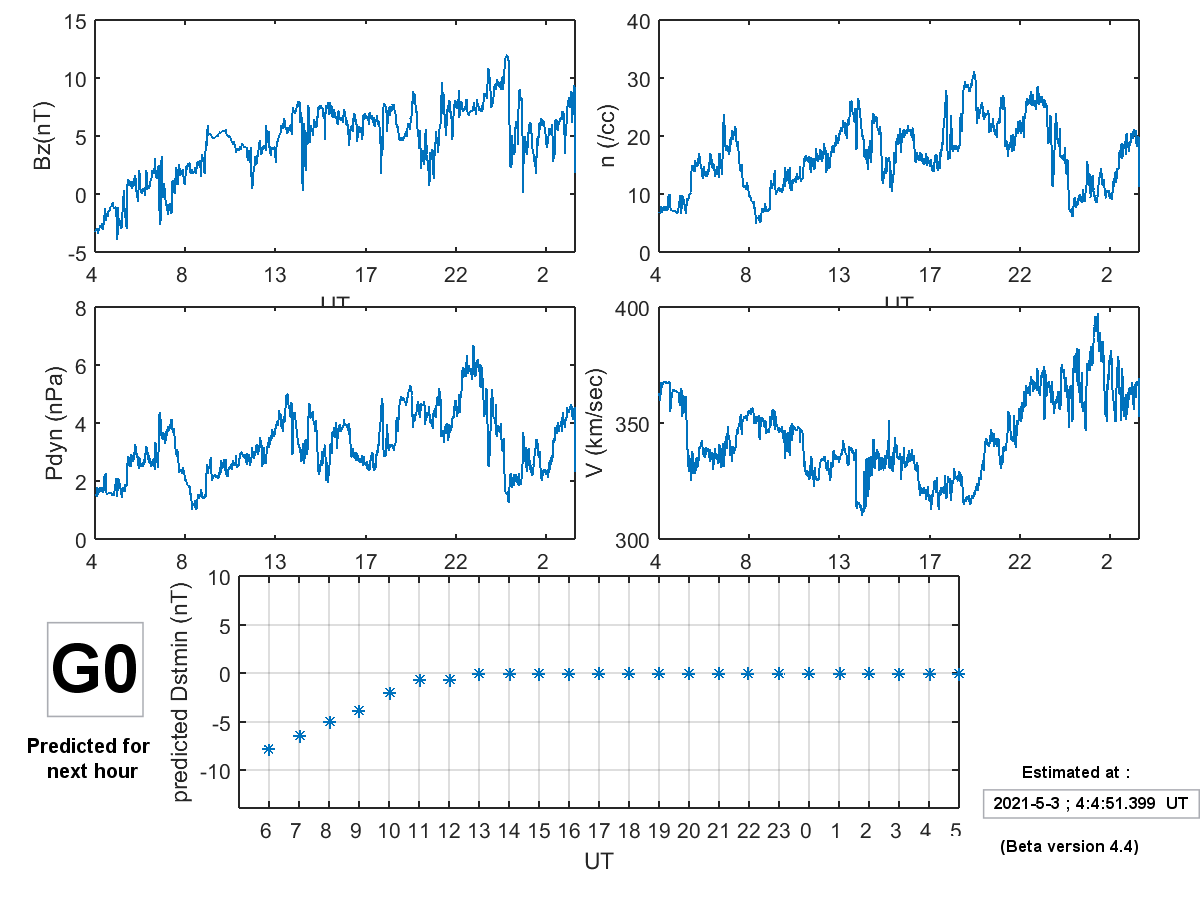 15
10
5
0
-5
Bz(nT)
4 8 13 17 22 2
UT
40
30
20
10
0
n (/cc)
4 8 13 17 22 2
UT
8
6
4
2
0
Pdyn (nPa)
4 8 13 17 22 2
400
350
300
V (km/sec)
4 8 13 17 22 2
10
5
0
-5
-10
predicted Dstmin (nT)
6 7 8 9 10 11 12 13 14 15 16 17 18 19 20 21 22 23 0 1 2 3 4 5
UT
G0
Predicted for
next hour
Estimated at :
2021-5-3 ; 4:4:51.399 UT
(Beta version 4.4)